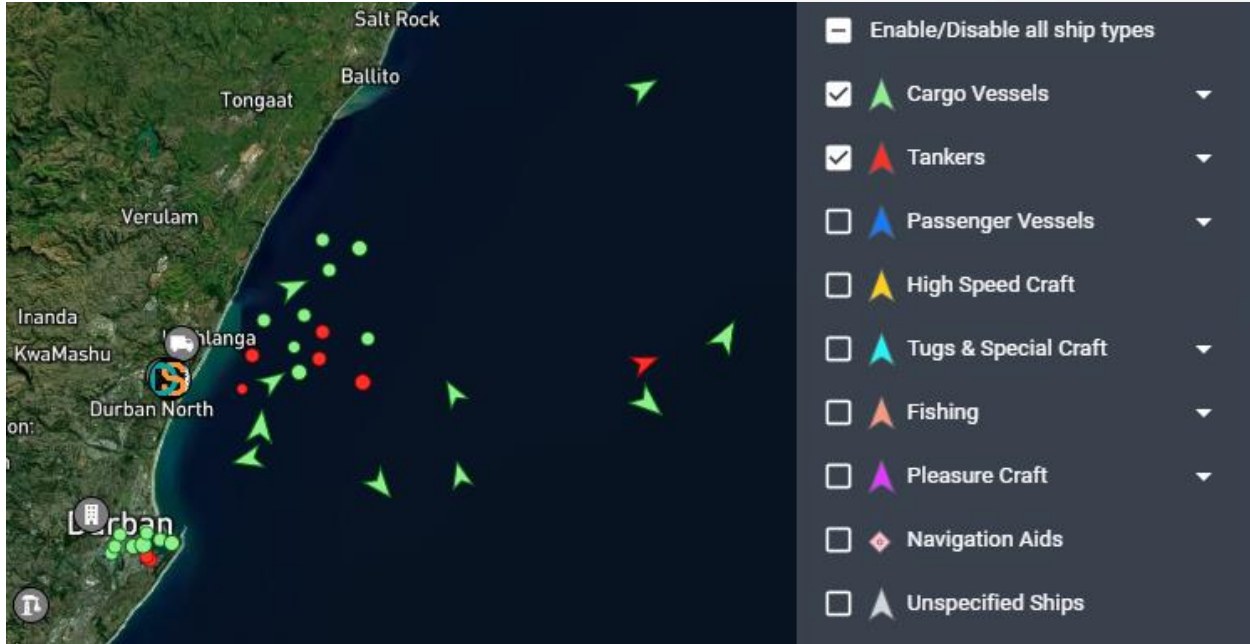 Salt Rock
Ballito
Tongaat
Verulam
Inanda
KwaMashu
Durban North
on:
Enable/Disable all ship types
Cargo Vessels
Tankers
Passenger Vessels
High Speed Craft
Tugs & Special Craft
Fishing
Pleasure Craft
Navigation Aids
Unspecified Ships